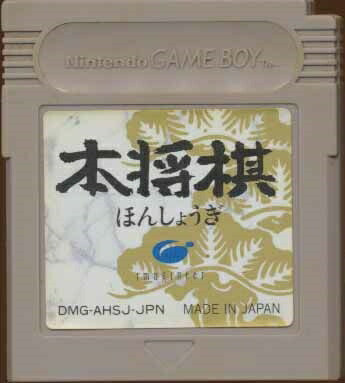 Nintendo GAME BOY TM
本将棋
ほんしょうぎ
imagineer
DMG-AHSJ-JPN MADE IN JAPAN